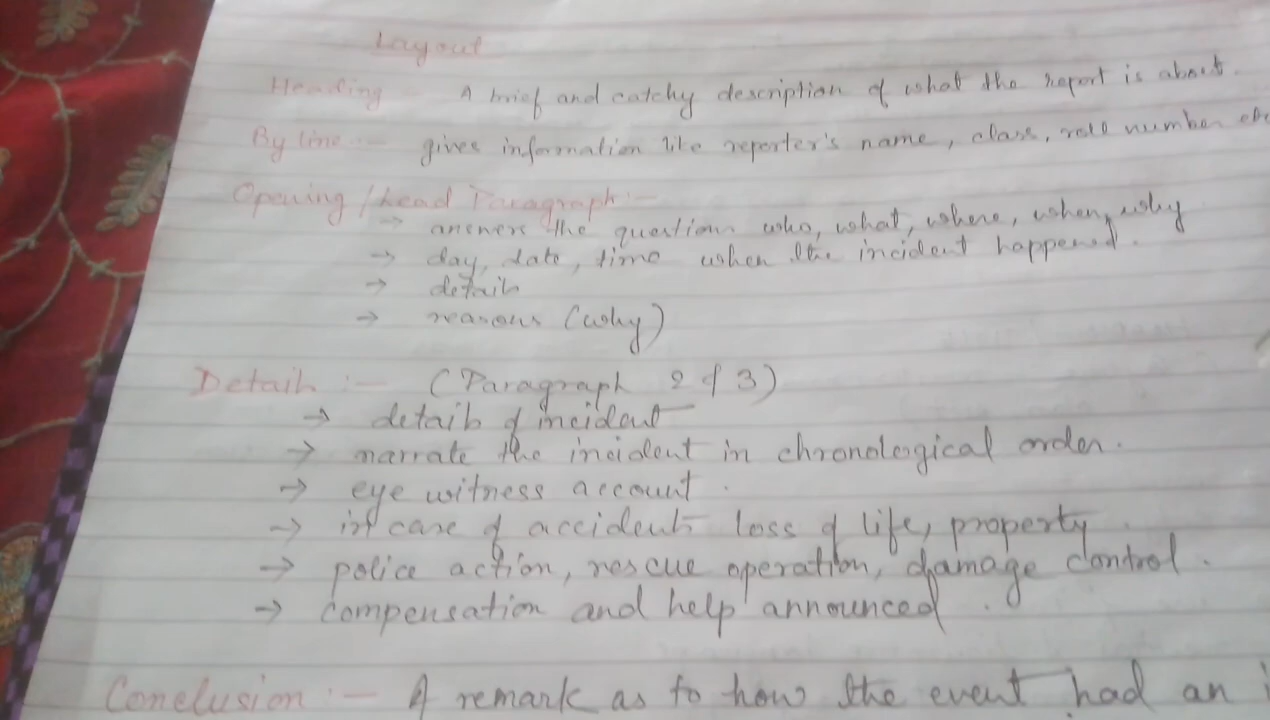 Layout
Heading A brief and catchy description of what the report is about.
By line :- gives information like reporter's name, class, roll number etc
Opening / head Paragraph :-
→ answers the question who, what, where, when, why
→ day, date, time when the incident happened.
→ details
→ reasons (why)
Details :- (Paragraph 2 & 3)
→ details of incident
→ narrate the incident in chronological order.
→ eye witness account.
→ in case of accidents loss of life, property.
→ police action, rescue operation, damage control.
→ compensation and help announced.
Conclusion :- A remark as to how the event had an